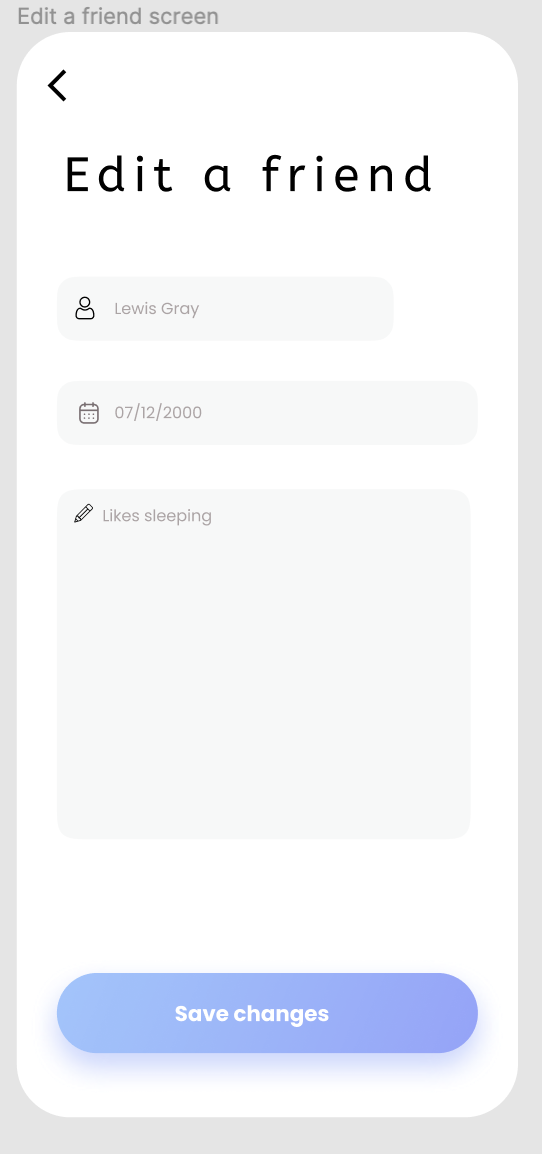 Edit a friend screen
Edit a friend
Lewis Gray
07/12/2000
Likes sleeping
Save changes